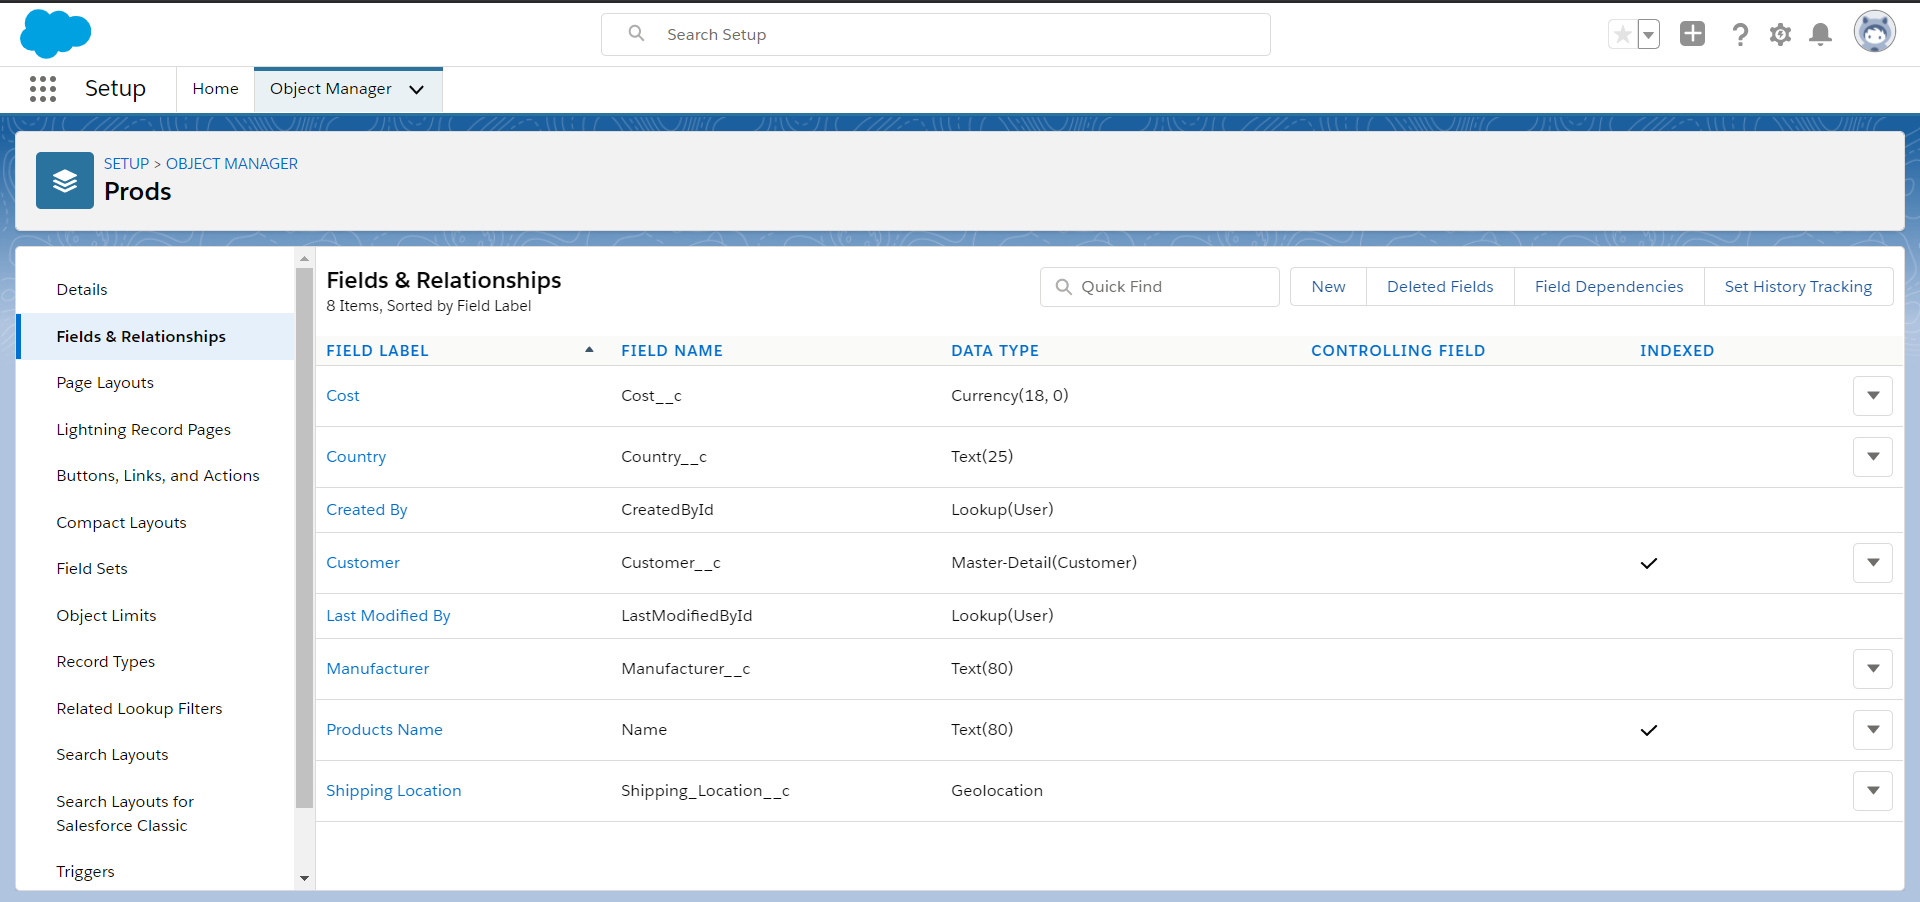 Search Setup
Setup
Home
Object Manager
SETUP > OBJECT MANAGER
Prods
Details
Fields & Relationships
Page Layouts
Lightning Record Pages
Buttons, Links, and Actions
Compact Layouts
Field Sets
Object Limits
Record Types
Related Lookup Filters
Search Layouts
Search Layouts for
Salesforce Classic
Triggers
Fields & Relationships
8 Items, Sorted by Field Label
Quick Find
New
Deleted Fields
Field Dependencies
Set History Tracking
FIELD LABEL FIELD NAME DATA TYPE CONTROLLING FIELD INDEXED
Cost Cost__c Currency(18, 0)
Country Country__c Text(25)
Created By CreatedById Lookup(User)
Customer Customer__c Master-Detail(Customer)
Last Modified By LastModifiedById Lookup(User)
Manufacturer Manufacturer__c Text(80)
Products Name Name Text(80)
Shipping Location Shipping_Location__c Geolocation